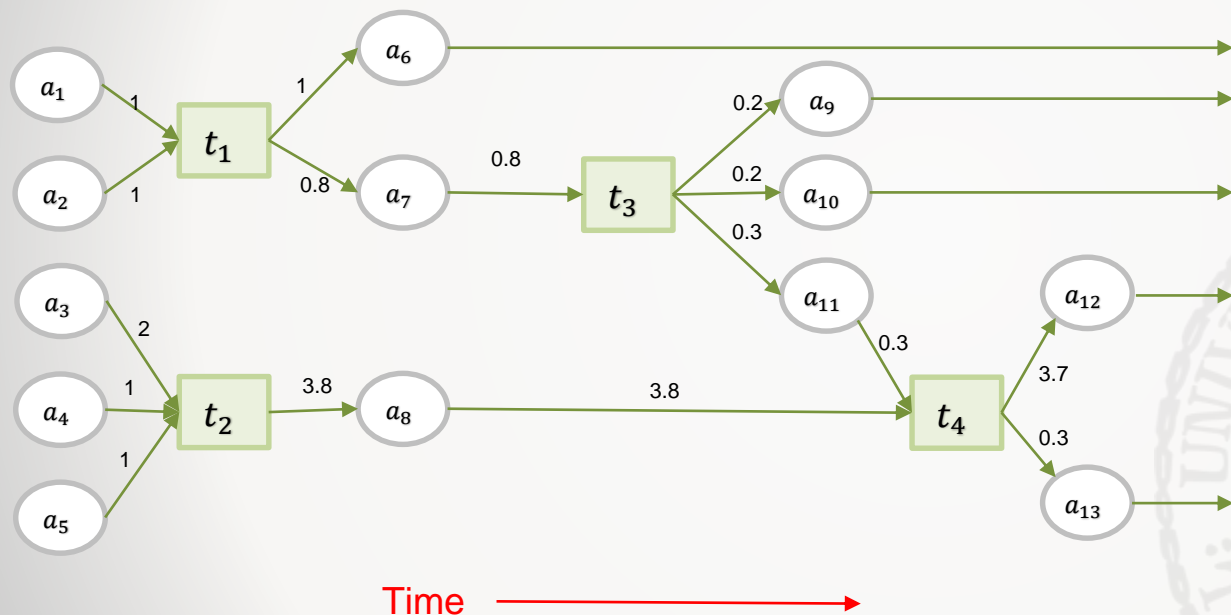 a₁
1
a₂
1
t₁
1
0.8
a₆
a₇
0.8
t₃
0.2
0.2
0.3
a₉
a₁₀
a₁₁
0.3
a₃
2
a₄
1
a₅
1
t₂
3.8
a₈
3.8
t₄
3.7
0.3
a₁₂
a₁₃
Time